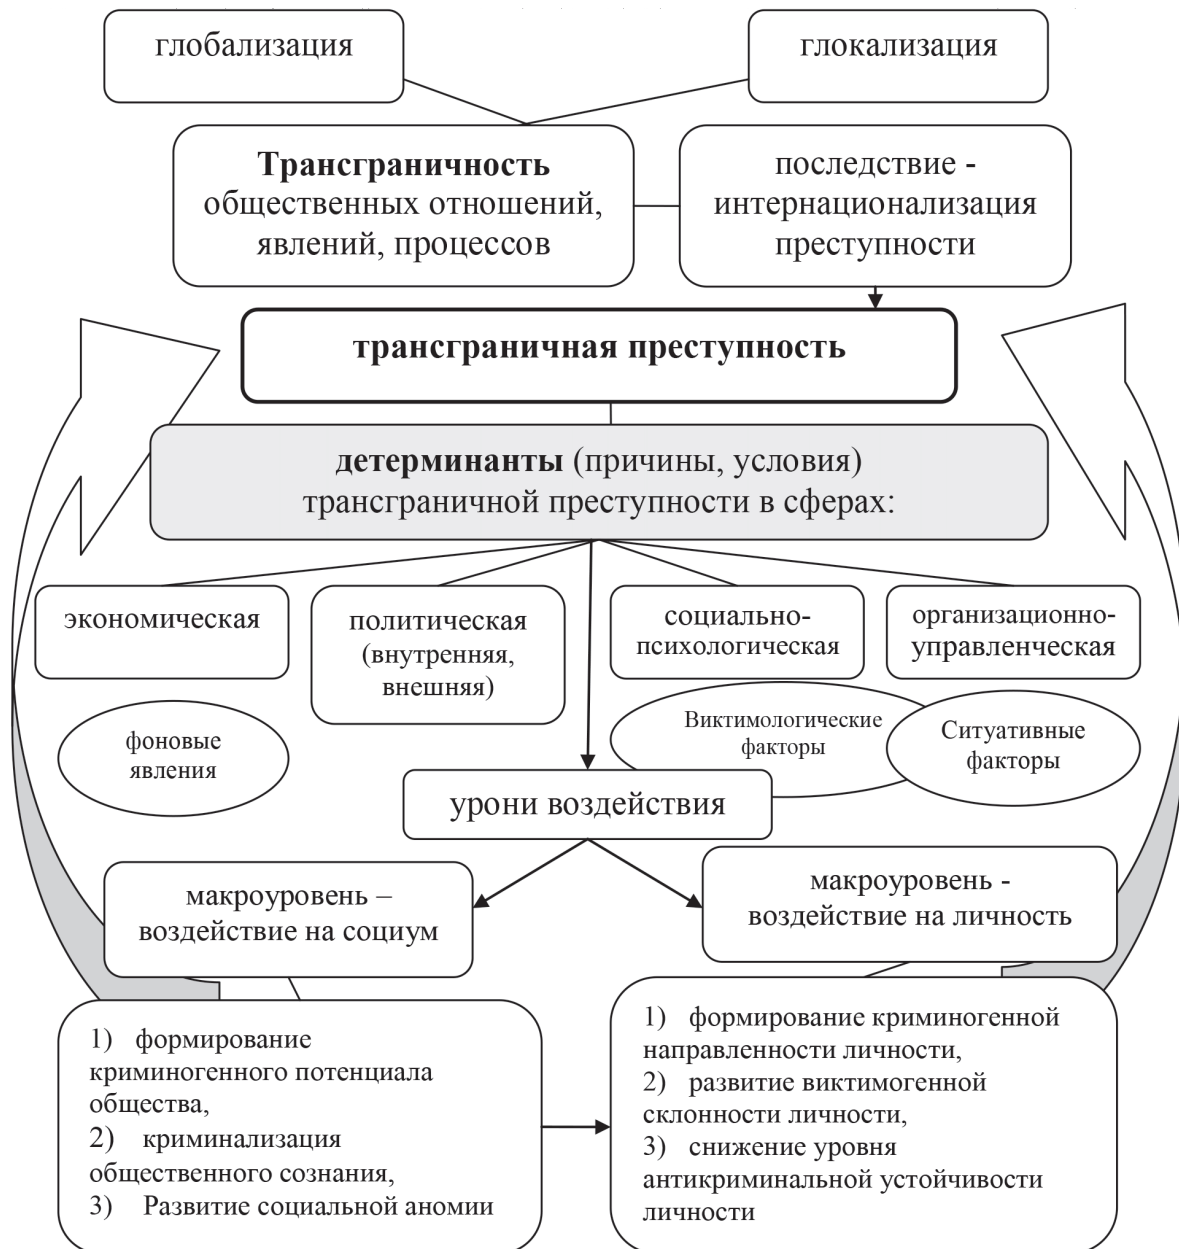 глобализация
глокализация
Трансграничность
общественных отношений,
явлений, процессов
последствие -
интернационализация
преступности
трансграничная преступность
детерминанты (причины, условия)
трансграничной преступности в сферах:
экономическая
политическая
(внутренняя,
внешняя)
социально-
психологическая
организационно-
управленческая
фоновые
явления
Виктимологические
факторы
Ситуативные
факторы
урони воздействия
макроуровень –
воздействие на социум
макроуровень -
воздействие на личность
1) формирование
криминогенного потенциала
общества,
2) криминализация
общественного сознания,
3) Развитие социальной аномии
1) формирование криминогенной
направленности личности,
2) развитие виктимогенной
склонности личности,
3) снижение уровня
антикриминальной устойчивости
личности